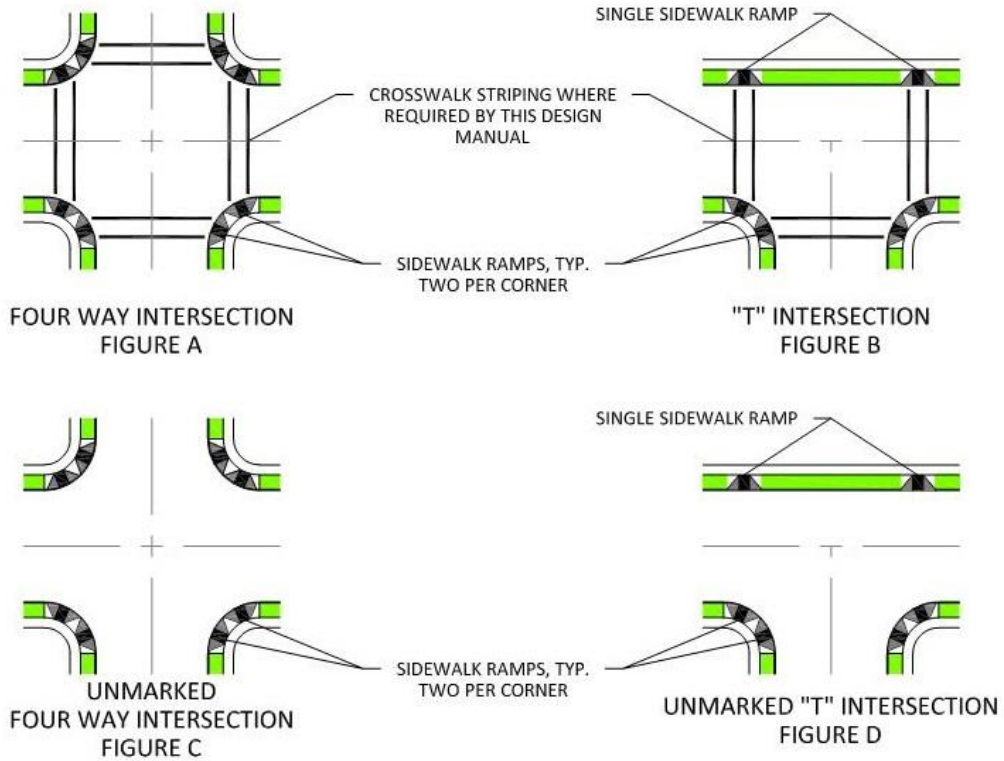 SINGLE SIDEWALK RAMP
CROSSWALK STRIPING WHERE
REQUIRED BY THIS DESIGN
MANUAL
SIDEWALK RAMPS, TYP.
TWO PER CORNER
FOUR WAY INTERSECTION
FIGURE A
"T" INTERSECTION
FIGURE B
SINGLE SIDEWALK RAMP
SIDEWALK RAMPS, TYP.
TWO PER CORNER
UNMARKED
FOUR WAY INTERSECTION
FIGURE C
UNMARKED "T" INTERSECTION
FIGURE D